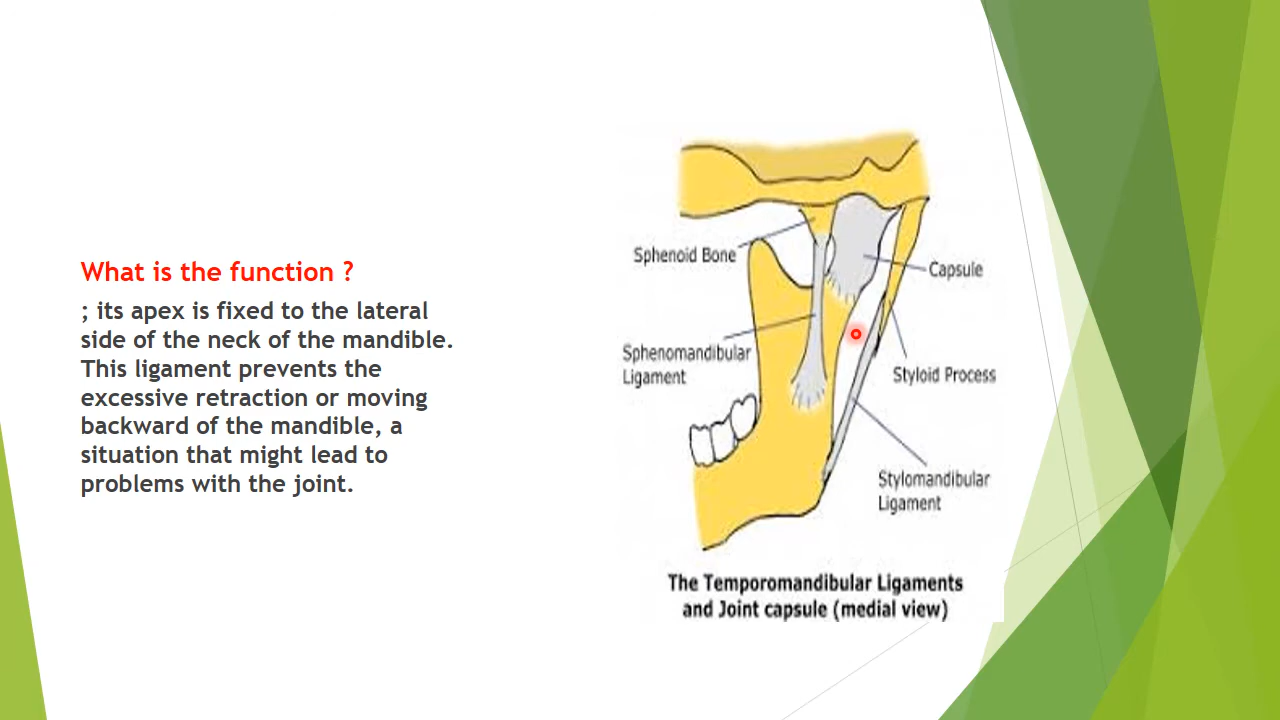 What is the function ?
; its apex is fixed to the lateral
side of the neck of the mandible.
This ligament prevents the
excessive retraction or moving
backward of the mandible, a
situation that might lead to
problems with the joint.
Sphenoid Bone
Capsule
Sphenomandibular
Ligament
Styloid Process
Stylomandibular
Ligament
The Temporomandibular Ligaments
and Joint capsule (medial view)